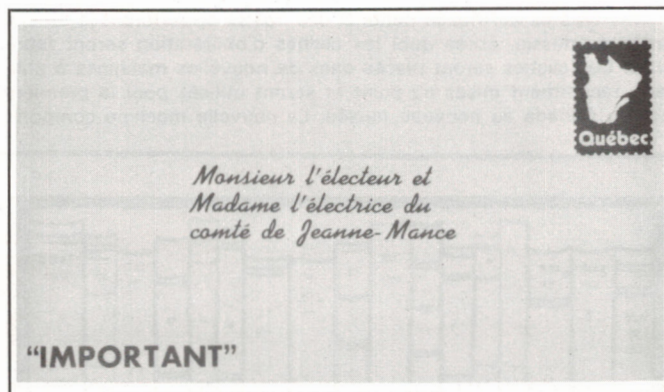 Québec
Monsieur l'électeur et
Madame l'électrice du
comté de Jeanne-Mance
"IMPORTANT"